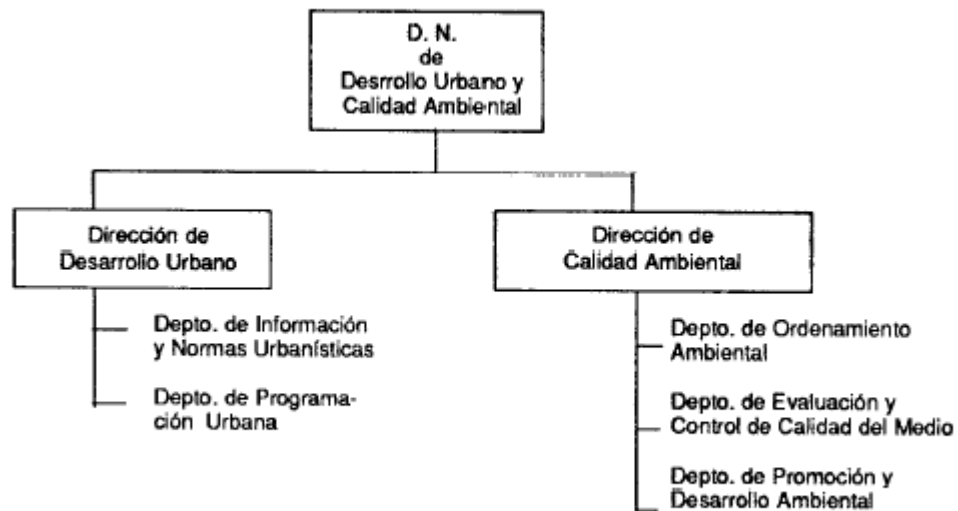 D. N.
de
Desrrollo Urbano y
Calidad Ambiental
Dirección de
Desarrollo Urbano
Depto. de Información
y Normas Urbanísticas
Depto. de Programa-
ción Urbana
Dirección de
Calidad Ambiental
Depto. de Ordenamiento
Ambiental
Depto. de Evaluación y
Control de Calidad del Medio
Depto. de Promoción y
Desarrollo Ambiental